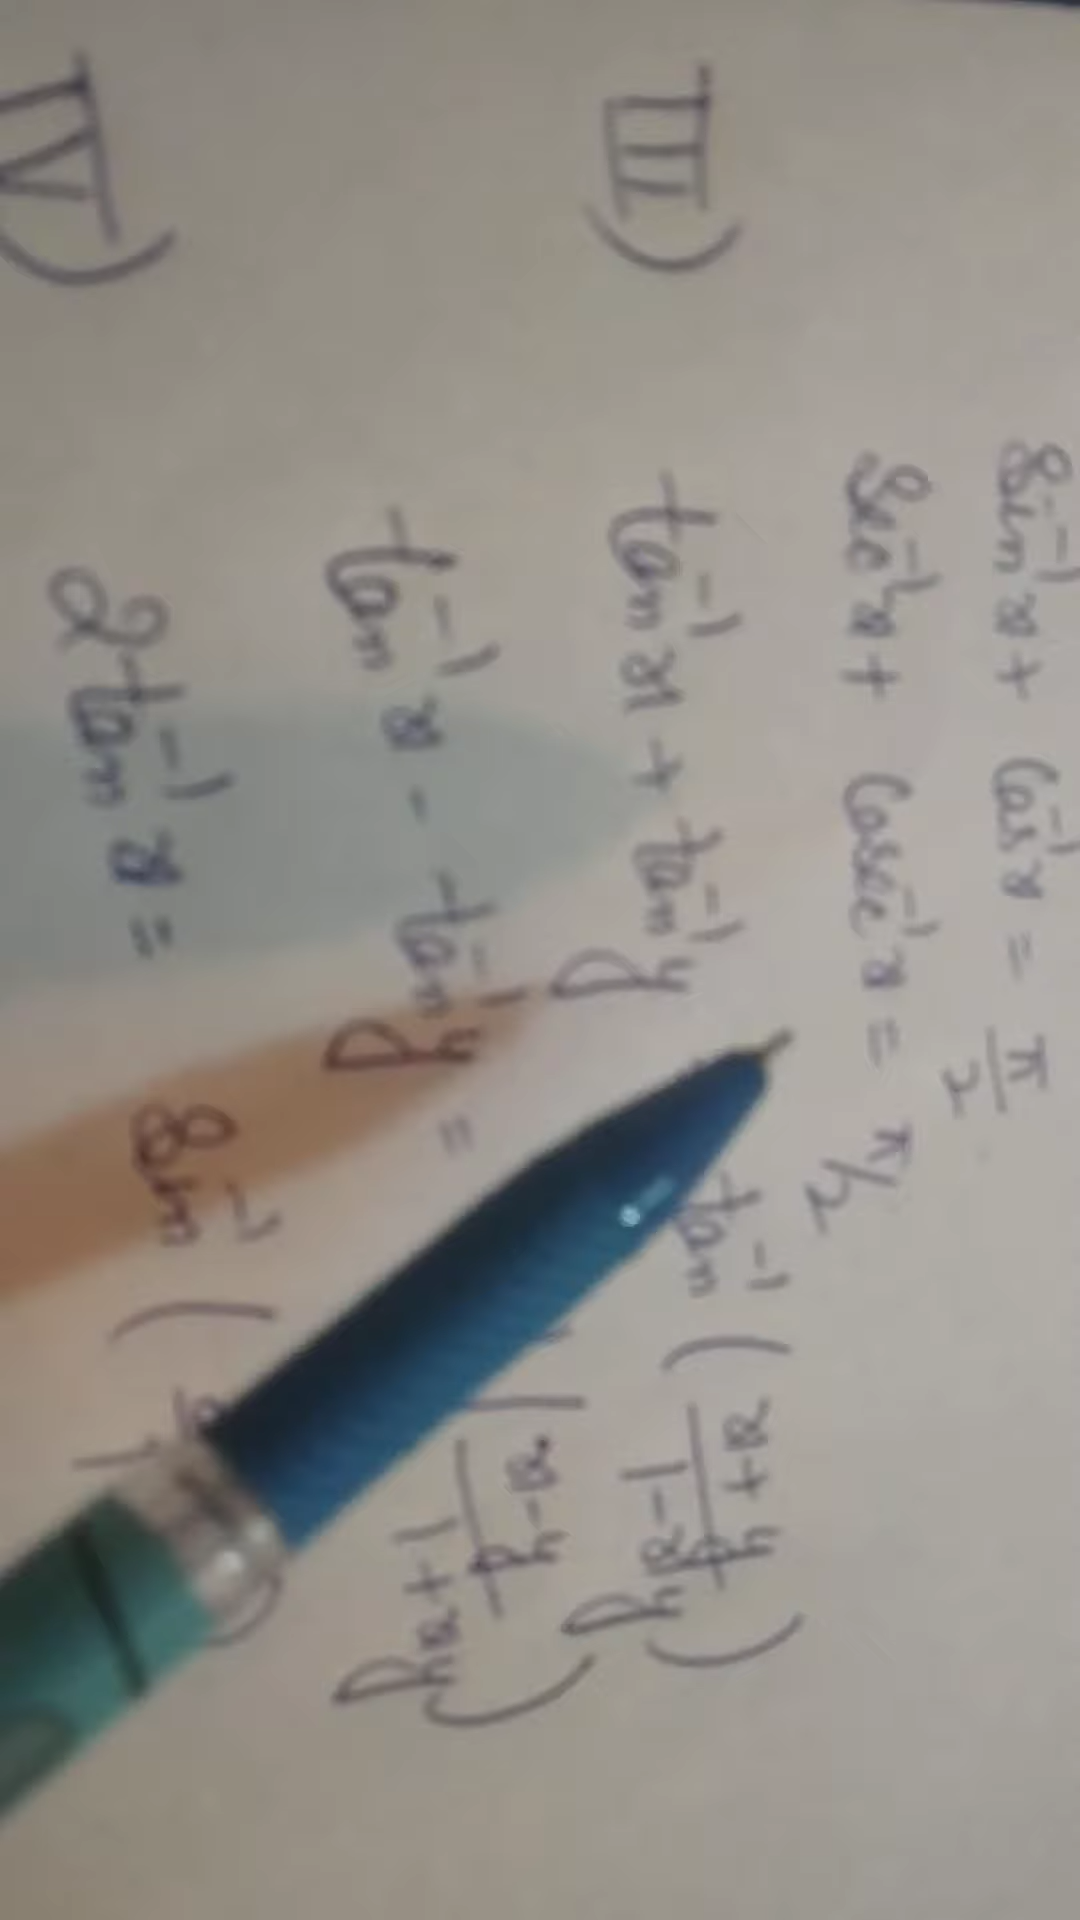 sin⁻¹x + cos⁻¹x = π/2
sec⁻¹x + cosec⁻¹x = π/2
III) tan⁻¹x + tan⁻¹y tan⁻¹(x+y/1-xy)
tan⁻¹x - tan⁻¹y = (x-y/1+xy)
IV) 2tan⁻¹x = sin⁻¹(